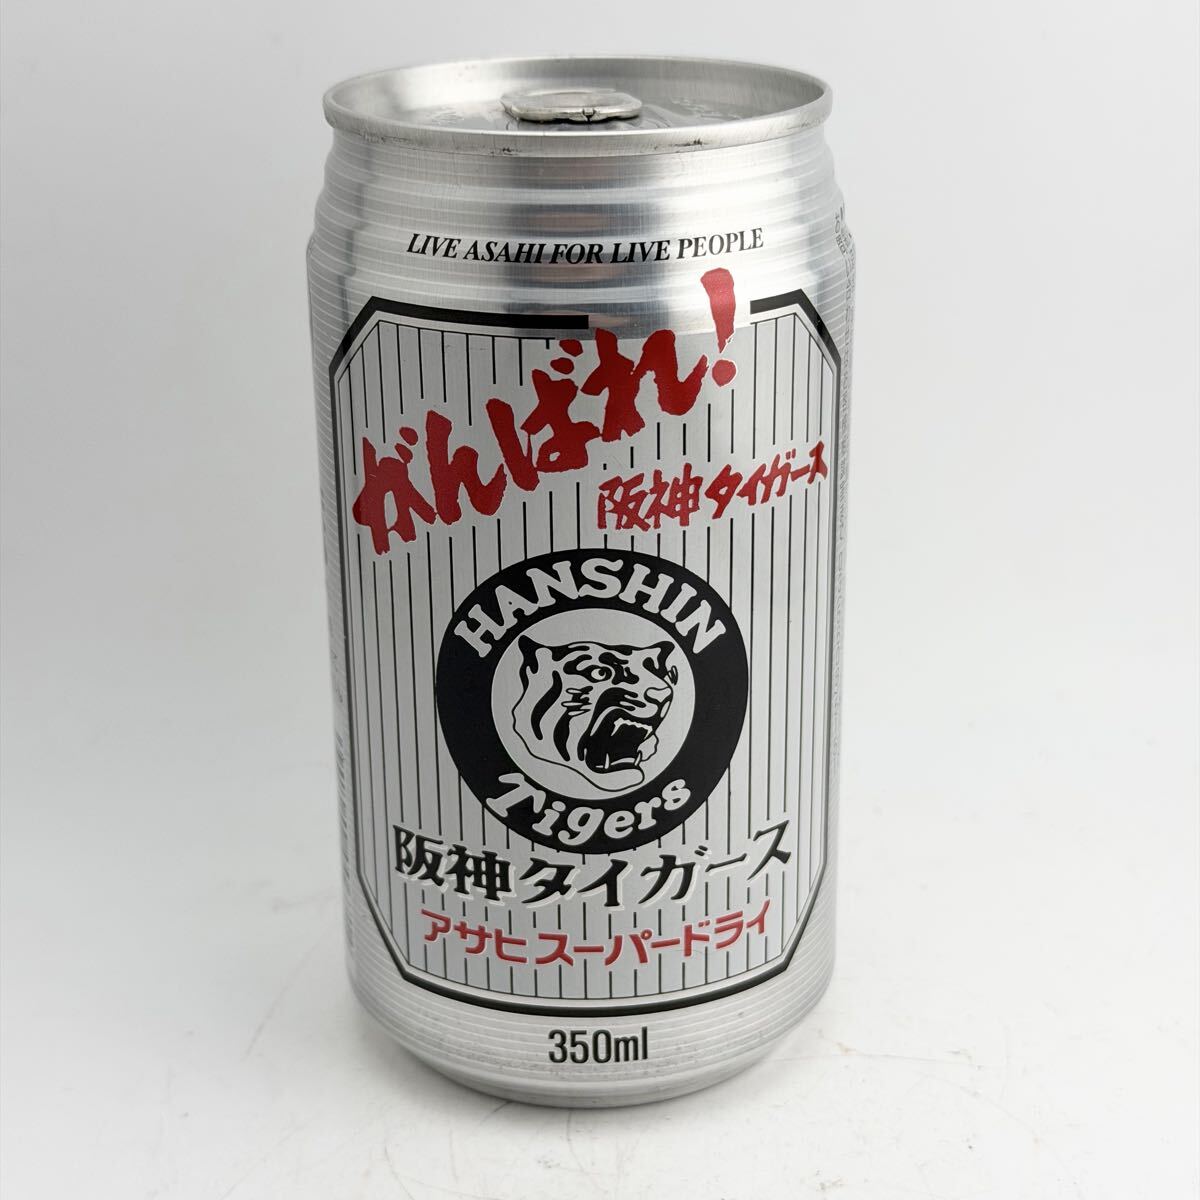 LIVE ASAHI FOR LIVE PEOPLE
がんばれ!
阪神タイガース
HANSHIN
Tigers
阪神タイガース
アサヒスーパードライ
350ml